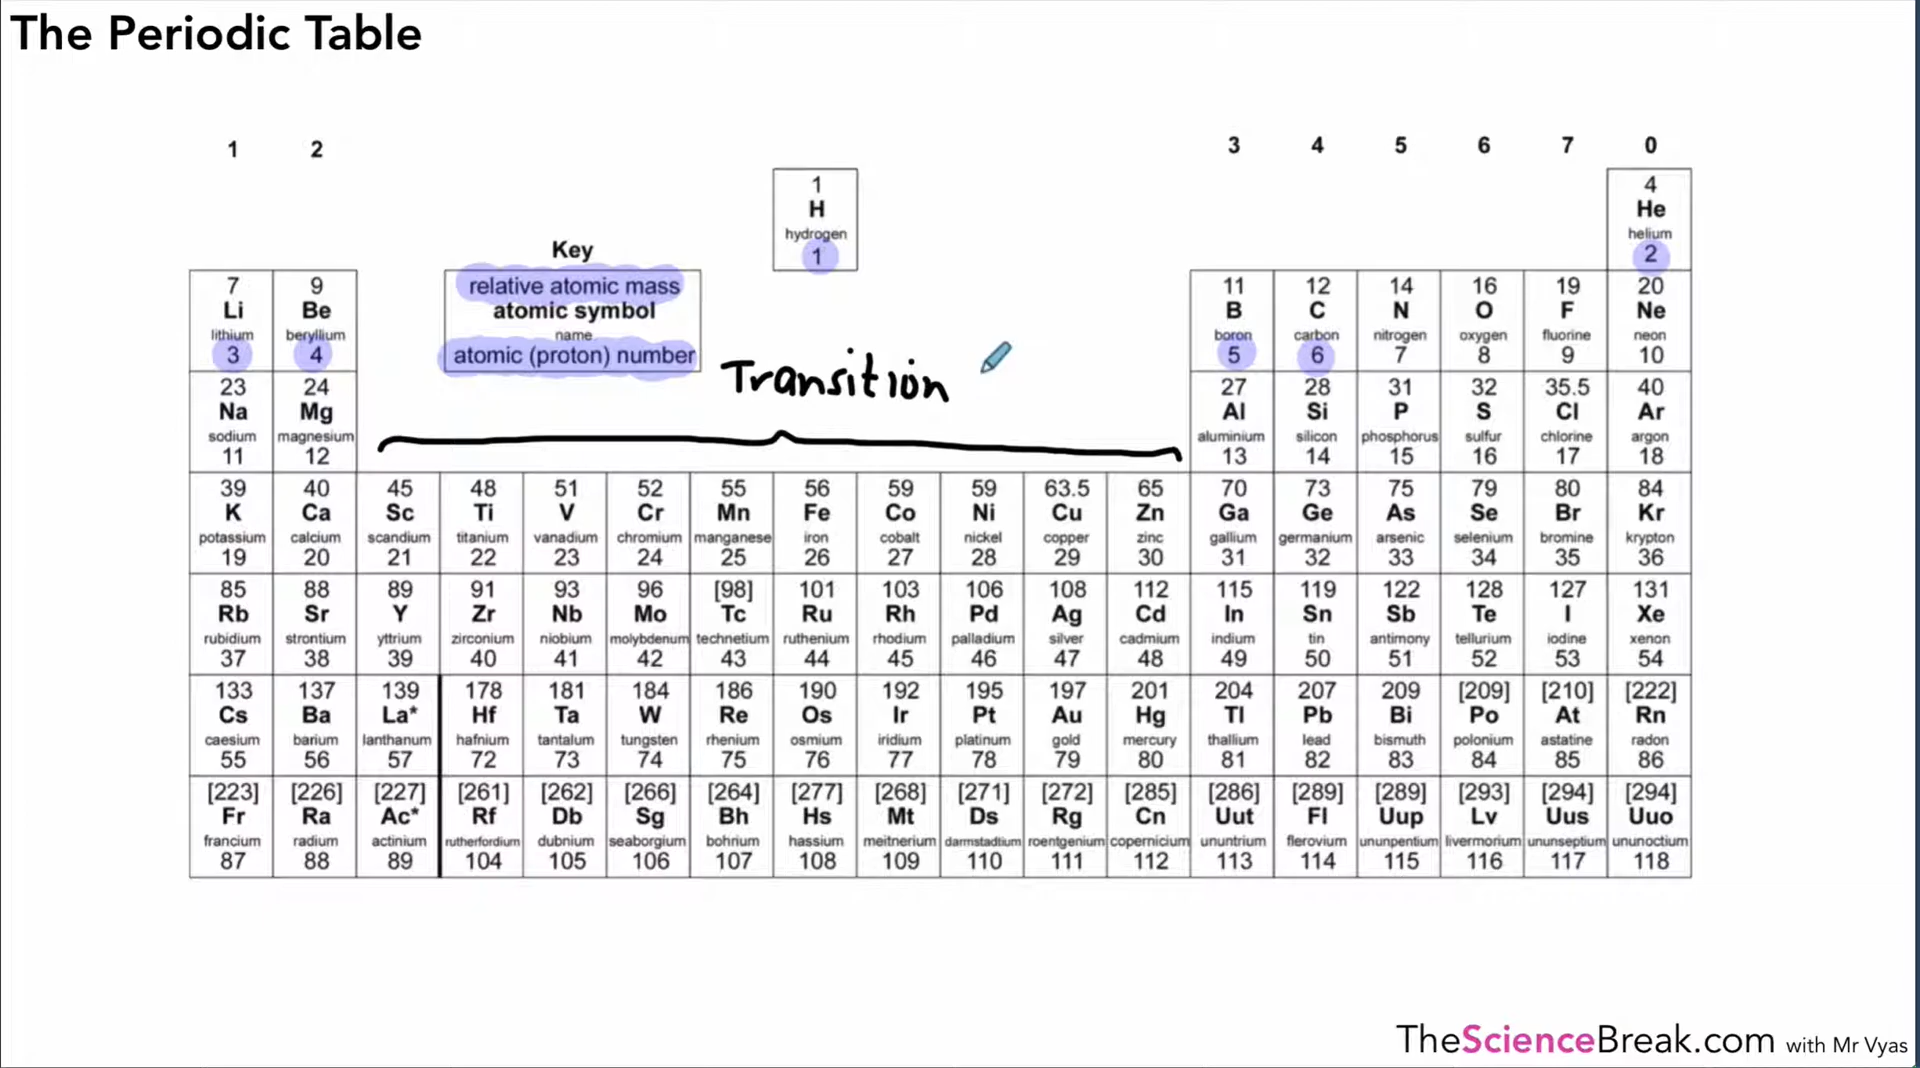 The Periodic Table
1 2 3 4 5 6 7 0
1 4
H He
hydrogen helium
1 2
Key
relative atomic mass
atomic symbol
name
atomic (proton) number
7 9 11 12 14 16 19 20
Li Be B C N O F Ne
lithium beryllium boron carbon nitrogen oxygen fluorine neon
3 4 5 6 7 8 9 10
Transition
23 24 27 28 31 32 35.5 40
Na Mg Al Si P S Cl Ar
sodium magnesium aluminium silicon phosphorus sulfur chlorine argon
11 12 13 14 15 16 17 18
39 40 45 48 51 52 55 56 59 59 63.5 65 70 73 75 79 80 84
K Ca Sc Ti V Cr Mn Fe Co Ni Cu Zn Ga Ge As Se Br Kr
potassium calcium scandium titanium vanadium chromium manganese iron cobalt nickel copper zinc gallium germanium arsenic selenium bromine krypton
19 20 21 22 23 24 25 26 27 28 29 30 31 32 33 34 35 36
85 88 89 91 93 96 [98] 101 103 106 108 112 115 119 122 128 127 131
Rb Sr Y Zr Nb Mo Tc Ru Rh Pd Ag Cd In Sn Sb Te I Xe
rubidium strontium yttrium zirconium niobium molybdenum technetium ruthenium rhodium palladium silver cadmium indium tin antimony tellurium iodine xenon
37 38 39 40 41 42 43 44 45 46 47 48 49 50 51 52 53 54
133 137 139 178 181 184 186 190 192 195 197 201 204 207 209 [209] [210] [222]
Cs Ba La* Hf Ta W Re Os Ir Pt Au Hg Tl Pb Bi Po At Rn
caesium barium lanthanum hafnium tantalum tungsten rhenium osmium iridium platinum gold mercury thallium lead bismuth polonium astatine radon
55 56 57 72 73 74 75 76 77 78 79 80 81 82 83 84 85 86
[223] [226] [227] [261] [262] [266] [264] [277] [268] [271] [272] [285] [286] [289] [289] [293] [294] [294]
Fr Ra Ac* Rf Db Sg Bh Hs Mt Ds Rg Cn Uut Fl Uup Lv Uus Uuo
francium radium actinium rutherfordium dubnium seaborgium bohrium hassium meitnerium darmstadtium roentgenium copernicium ununtrium flerovium ununpentium livermorium ununseptium ununoctium
87 88 89 104 105 106 107 108 109 110 111 112 113 114 115 116 117 118
TheScienceBreak.com with Mr Vyas